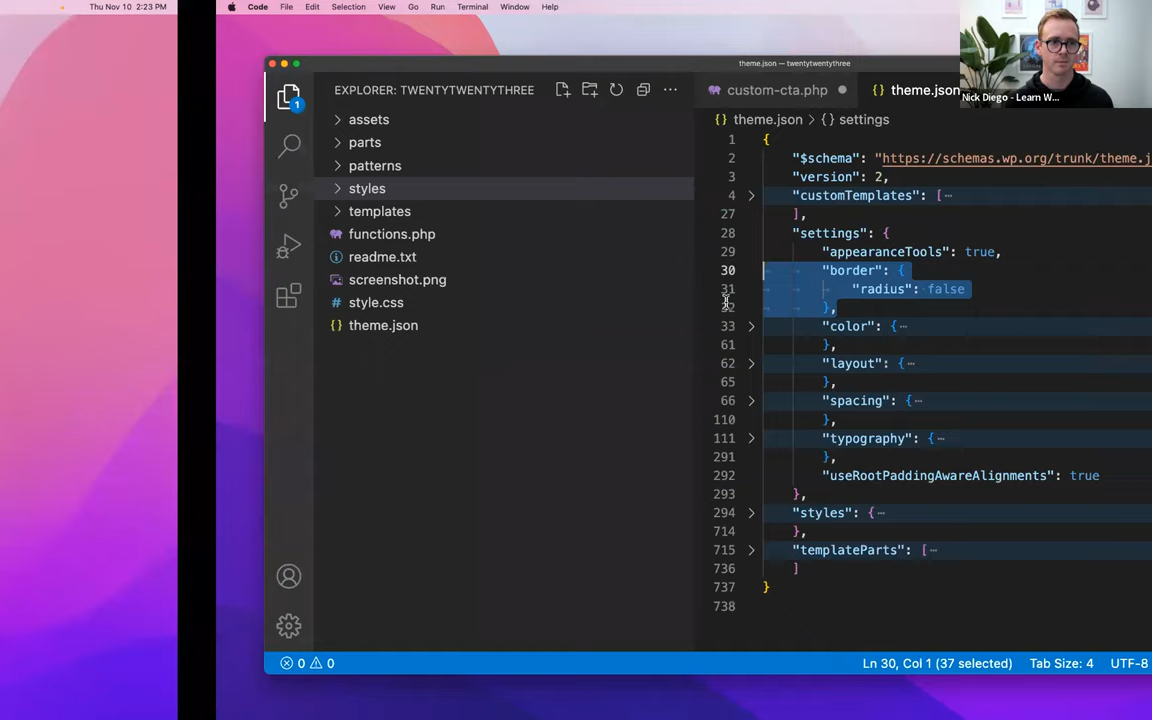 Thu Nov 10 2:23 PM
Code File Edit Selection View Go Run Terminal Window Help
theme.json — twentytwentythree
Nick Diego - Learn W...
1
EXPLORER: TWENTYTWENTYTHREE
assets
parts
patterns
styles
templates
functions.php
readme.txt
screenshot.png
style.css
theme.json
custom-cta.php
theme.json
theme.json > {} settings
1 {
2 "$schema": "https://schemas.wp.org/trunk/theme.j
3 "version": 2,
4 "customTemplates": [⋯
27 ],
28 "settings": {
29 "appearanceTools": true,
30 "border": {
31 "radius": false
32 },
33 "color": {⋯
61 },
62 "layout": {⋯
65 },
66 "spacing": {⋯
110 },
111 "typography": {⋯
291 },
292 "useRootPaddingAwareAlignments": true
293 },
294 "styles": {⋯
714 },
715 "templateParts": [⋯
736 ]
737 }
738
0 0 Ln 30, Col 1 (37 selected) Tab Size: 4 UTF-8